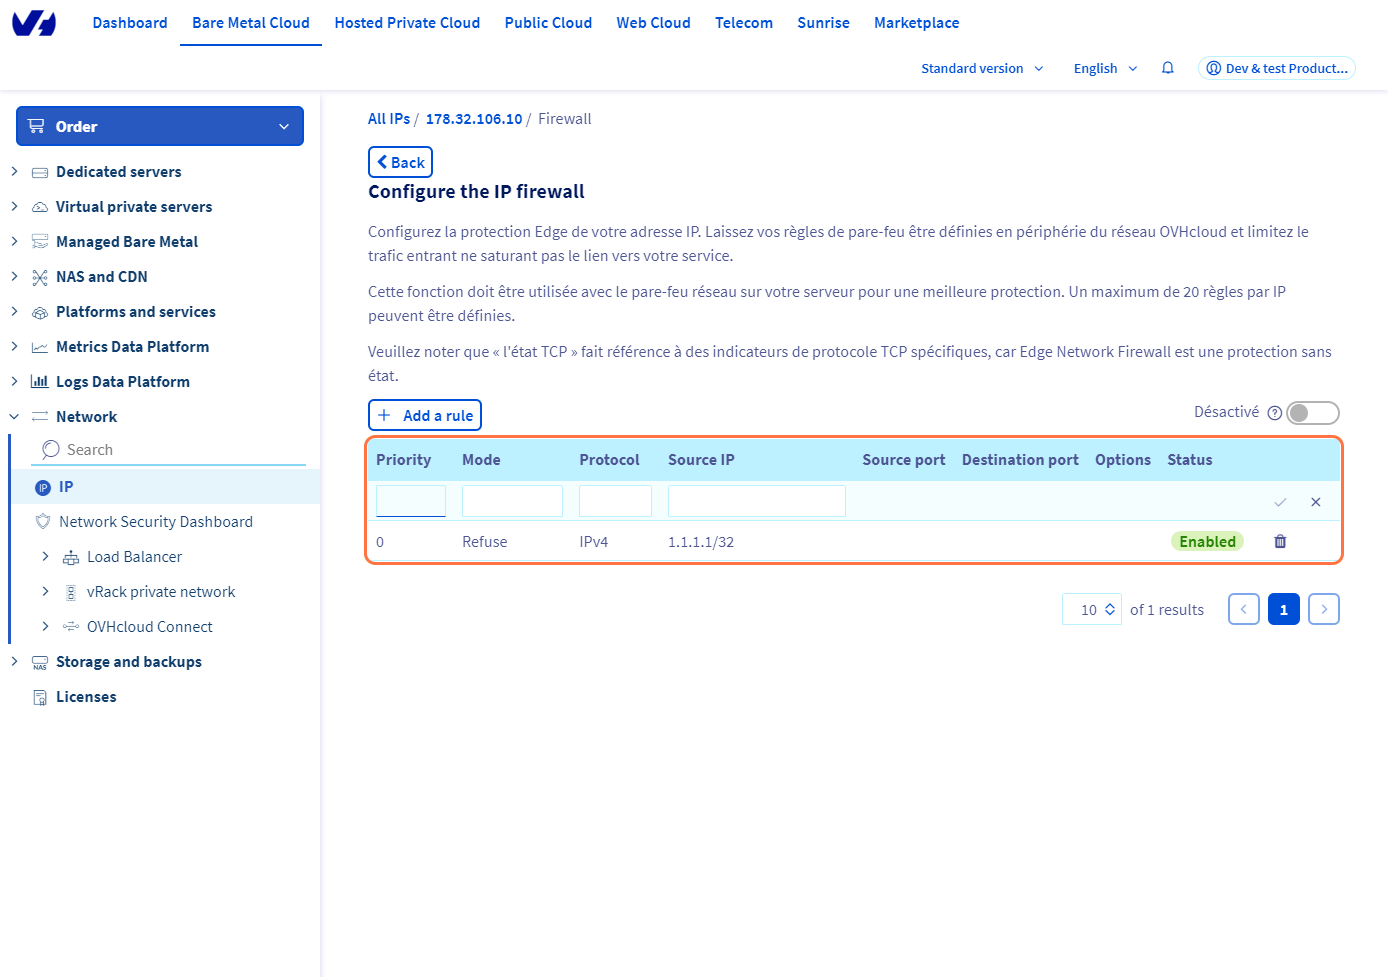 Dashboard Bare Metal Cloud Hosted Private Cloud Public Cloud Web Cloud Telecom Sunrise Marketplace
Standard version English Dev & test Product...
Order
Dedicated servers
Virtual private servers
Managed Bare Metal
NAS and CDN
Platforms and services
Metrics Data Platform
Logs Data Platform
Network
Search
IP IP
Network Security Dashboard
Load Balancer
vRack private network
OVHcloud Connect
NAS Storage and backups
Licenses
All IPs / 178.32.106.10 / Firewall
Back
Configure the IP firewall
Configurez la protection Edge de votre adresse IP. Laissez vos règles de pare-feu être définies en périphérie du réseau OVHcloud et limitez le
trafic entrant ne saturant pas le lien vers votre service.
Cette fonction doit être utilisée avec le pare-feu réseau sur votre serveur pour une meilleure protection. Un maximum de 20 règles par IP
peuvent être définies.
Veuillez noter que « l'état TCP » fait référence à des indicateurs de protocole TCP spécifiques, car Edge Network Firewall est une protection sans
état.
+ Add a rule Désactivé ?
Priority Mode Protocol Source IP Source port Destination port Options Status
0 Refuse IPv4 1.1.1.1/32 Enabled
10 of 1 results 1